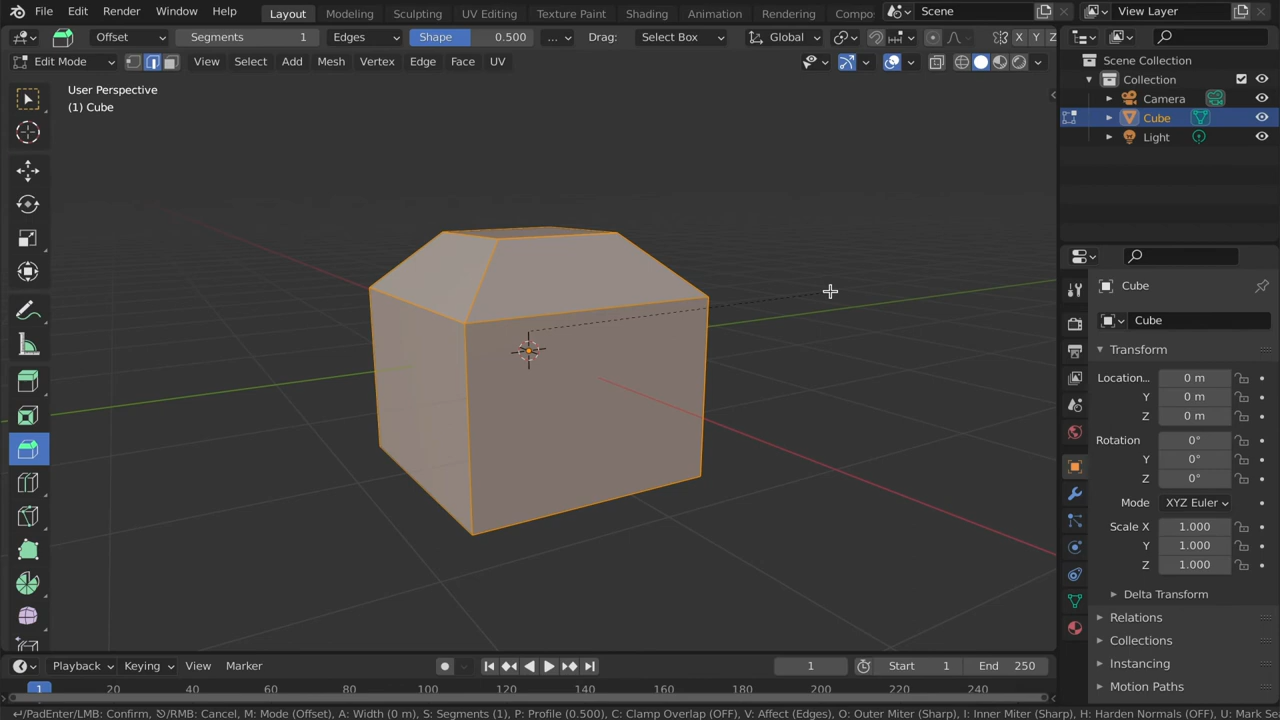 File Edit Render Window Help Layout Modeling Sculpting UV Editing Texture Paint Shading Animation Rendering Compo Scene View Layer
Offset Segments 1 Edges Shape 0.500 ... Drag: Select Box Global X Y Z
Edit Mode View Select Add Mesh Vertex Edge Face UV
User Perspective
(1) Cube
Scene Collection
Collection
Camera
Cube
Light
Cube
Cube
Transform
Location... 0 m
Y 0 m
Z 0 m
Rotation 0°
Y 0°
Z 0°
Mode XYZ Euler
Scale X 1.000
Y 1.000
Z 1.000
Delta Transform
Relations
Collections
Instancing
Motion Paths
Playback Keying View Marker 1 Start 1 End 250
1 20 40 60 80 100 120 140 160 180 200 220 240
/PadEnter/LMB: Confirm, /RMB: Cancel, M: Mode (Offset), A: Width (0 m), S: Segments (1), P: Profile (0.500), C: Clamp Overlap (OFF), V: Affect (Edges), O: Outer Miter (Sharp), I: Inner Miter (Sharp), H: Harden Normals (OFF), U: Mark Se